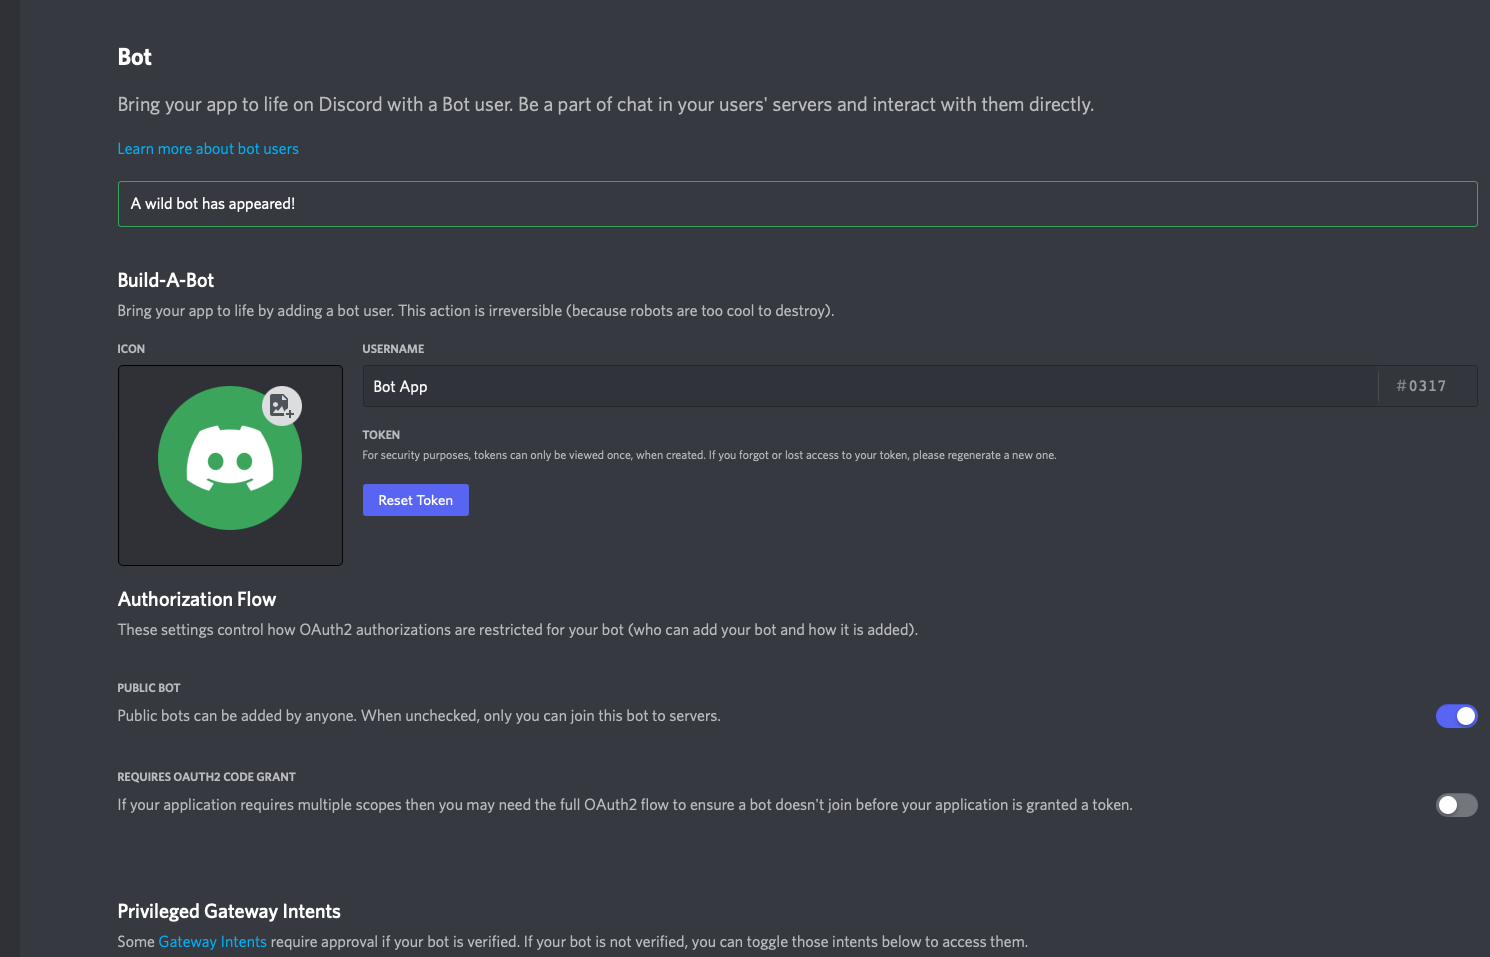 Bot
Bring your app to life on Discord with a Bot user. Be a part of chat in your users' servers and interact with them directly.
Learn more about bot users
A wild bot has appeared!
Build-A-Bot
Bring your app to life by adding a bot user. This action is irreversible (because robots are too cool to destroy).
ICON
USERNAME
Bot App
#0317
TOKEN
For security purposes, tokens can only be viewed once, when created. If you forgot or lost access to your token, please regenerate a new one.
Reset Token
Authorization Flow
These settings control how OAuth2 authorizations are restricted for your bot (who can add your bot and how it is added).
PUBLIC BOT
Public bots can be added by anyone. When unchecked, only you can join this bot to servers.
REQUIRES OAUTH2 CODE GRANT
If your application requires multiple scopes then you may need the full OAuth2 flow to ensure a bot doesn't join before your application is granted a token.
Privileged Gateway Intents
Some Gateway Intents require approval if your bot is verified. If your bot is not verified, you can toggle those intents below to access them.